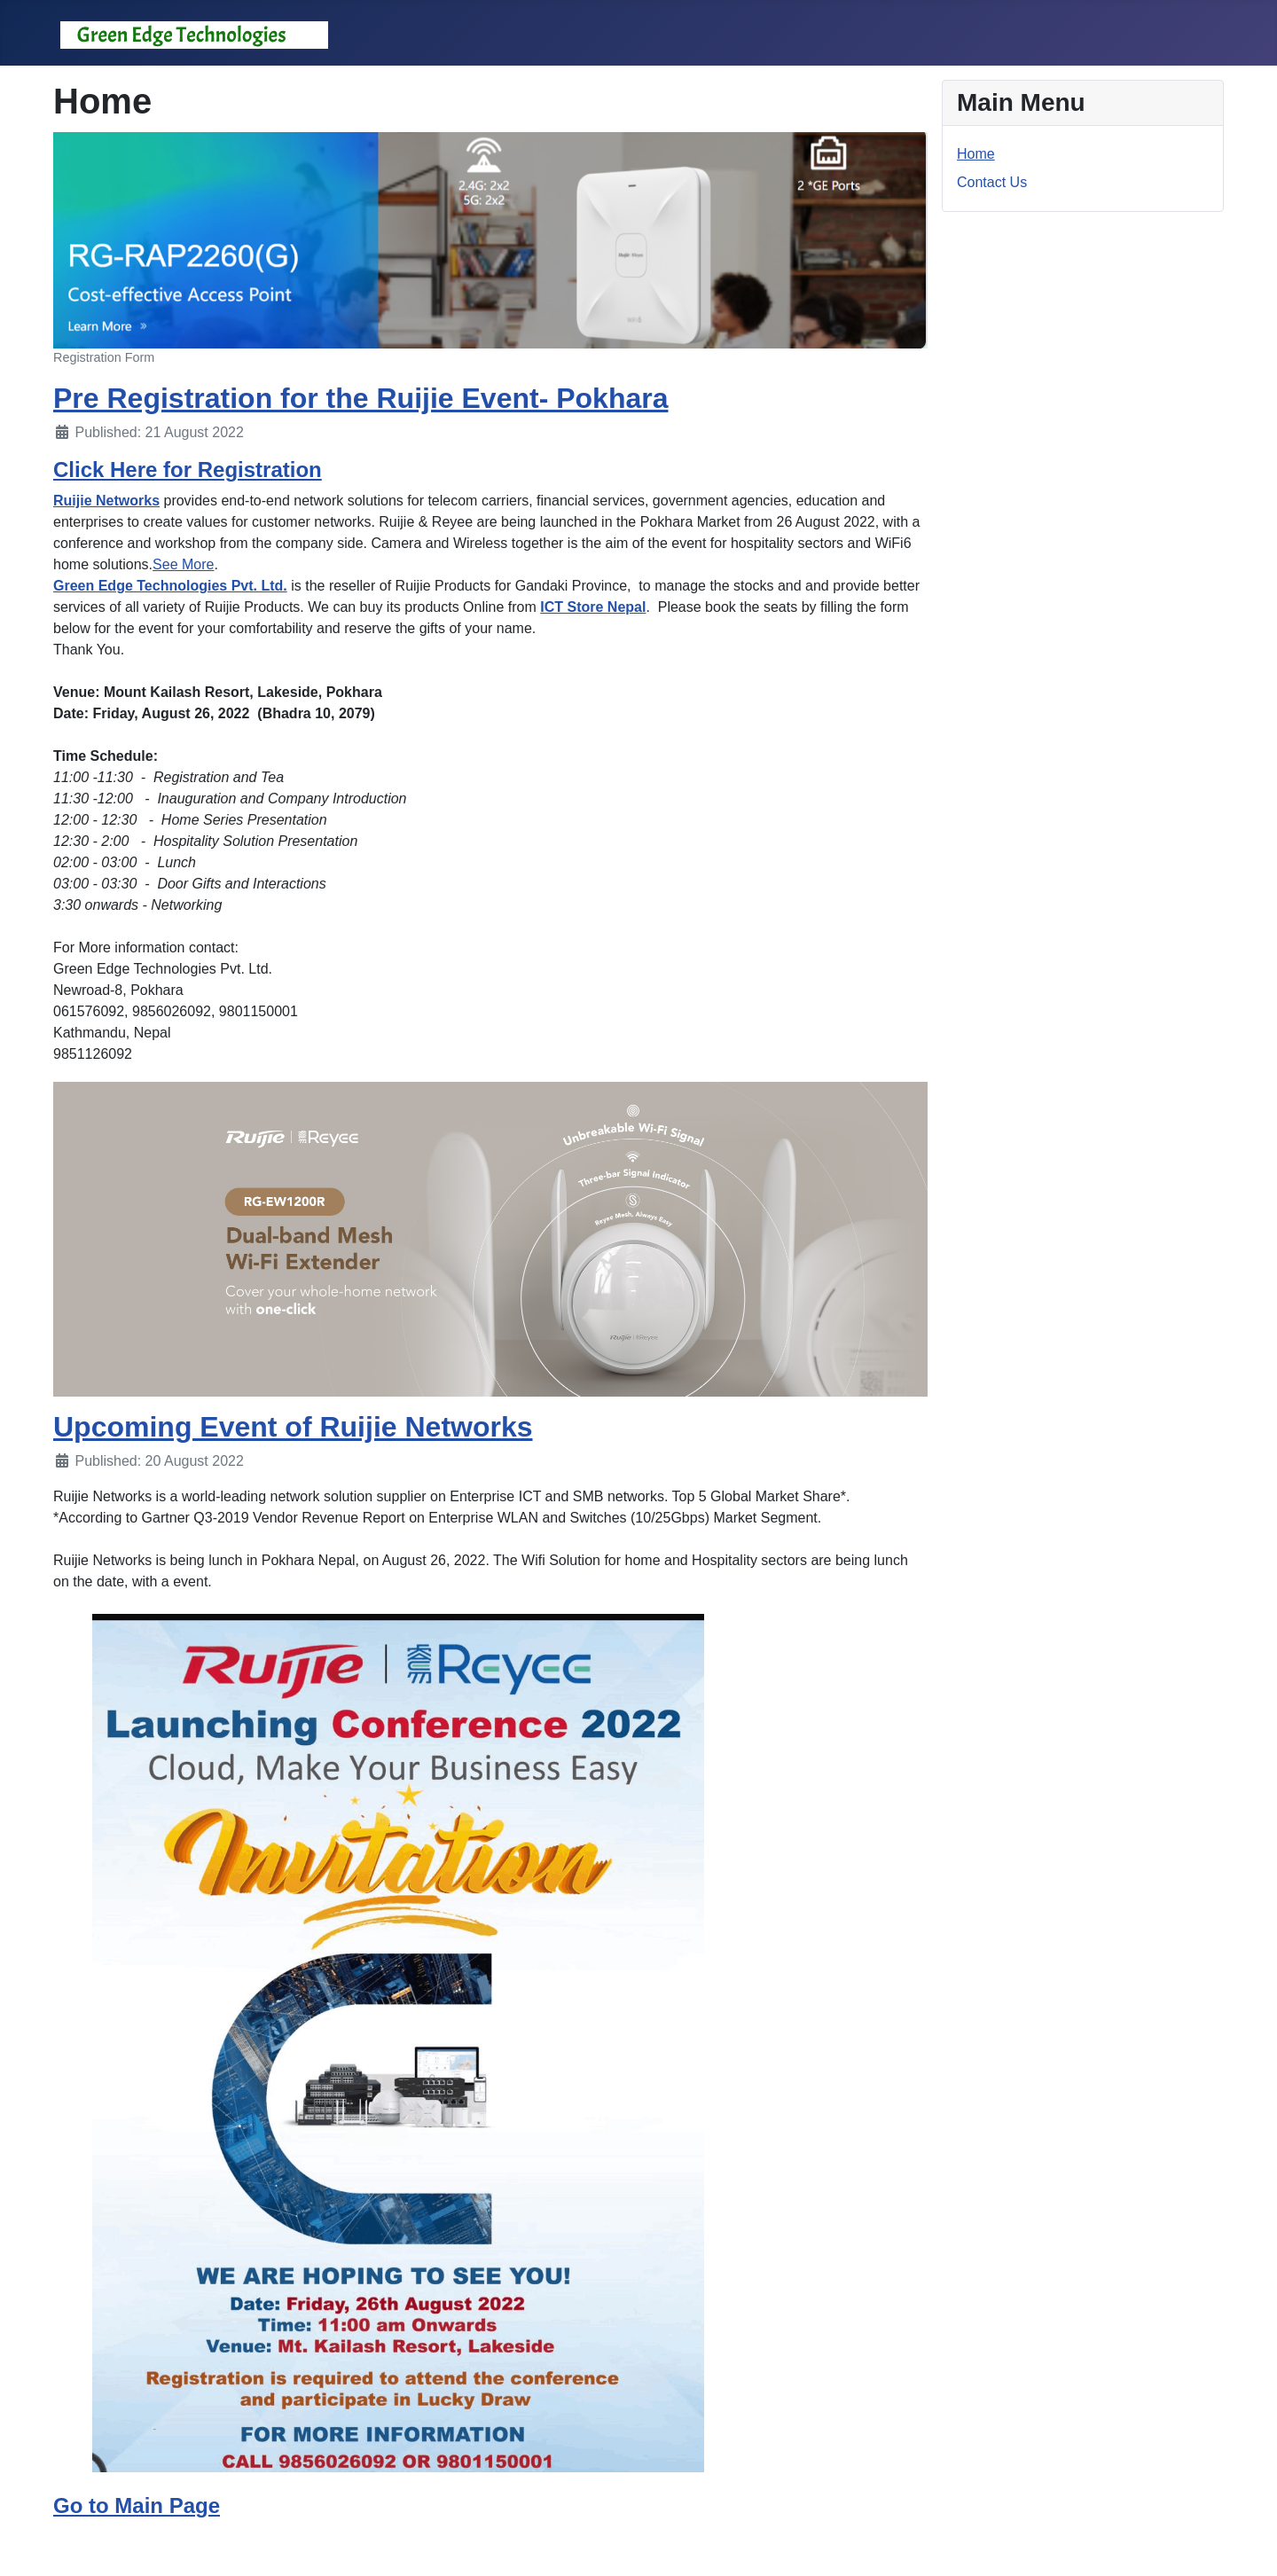 Green Edge Technologies
Home
Main Menu
Home
Contact Us
2.4G: 2x2
5G: 2x2
2 *GE Ports
RG-RAP2260(G)
Cost-effective Access Point
Learn More »
Registration Form
Pre Registration for the Ruijie Event- Pokhara
Published: 21 August 2022
Click Here for Registration
Ruijie Networks provides end-to-end network solutions for telecom carriers, financial services, government agencies, education and
enterprises to create values for customer networks. Ruijie & Reyee are being launched in the Pokhara Market from 26 August 2022, with a
conference and workshop from the company side. Camera and Wireless together is the aim of the event for hospitality sectors and WiFi6
home solutions.See More.
Green Edge Technologies Pvt. Ltd. is the reseller of Ruijie Products for Gandaki Province,  to manage the stocks and and provide better
services of all variety of Ruijie Products. We can buy its products Online from ICT Store Nepal.  Please book the seats by filling the form
below for the event for your comfortability and reserve the gifts of your name.
Thank You.
Venue: Mount Kailash Resort, Lakeside, Pokhara
Date: Friday, August 26, 2022  (Bhadra 10, 2079)
Time Schedule:
11:00 -11:30  -  Registration and Tea
11:30 -12:00   -  Inauguration and Company Introduction
12:00 - 12:30   -  Home Series Presentation
12:30 - 2:00   -  Hospitality Solution Presentation
02:00 - 03:00  -  Lunch
03:00 - 03:30  -  Door Gifts and Interactions
3:30 onwards - Networking
For More information contact:
Green Edge Technologies Pvt. Ltd.
Newroad-8, Pokhara
061576092, 9856026092, 9801150001
Kathmandu, Nepal
9851126092
Ruijie | Reyee
Unbreakable Wi-Fi Signal
Three-bar Signal Indicator
Reyee Mesh, Always Easy
RG-EW1200R
Dual-band Mesh
Wi-Fi Extender
Cover your whole-home network
with one-click
Ruijie | Reyee
Upcoming Event of Ruijie Networks
Published: 20 August 2022
Ruijie Networks is a world-leading network solution supplier on Enterprise ICT and SMB networks. Top 5 Global Market Share*.
*According to Gartner Q3-2019 Vendor Revenue Report on Enterprise WLAN and Switches (10/25Gbps) Market Segment.
Ruijie Networks is being lunch in Pokhara Nepal, on August 26, 2022. The Wifi Solution for home and Hospitality sectors are being lunch
on the date, with a event.
Ruijie | Reyee
Launching Conference 2022
Cloud, Make Your Business Easy
Invitation
WE ARE HOPING TO SEE YOU!
Date: Friday, 26th August 2022
Time: 11:00 am Onwards
Venue: Mt. Kailash Resort, Lakeside
Registration is required to attend the conference
and participate in Lucky Draw
FOR MORE INFORMATION
CALL 9856026092 OR 9801150001
Go to Main Page